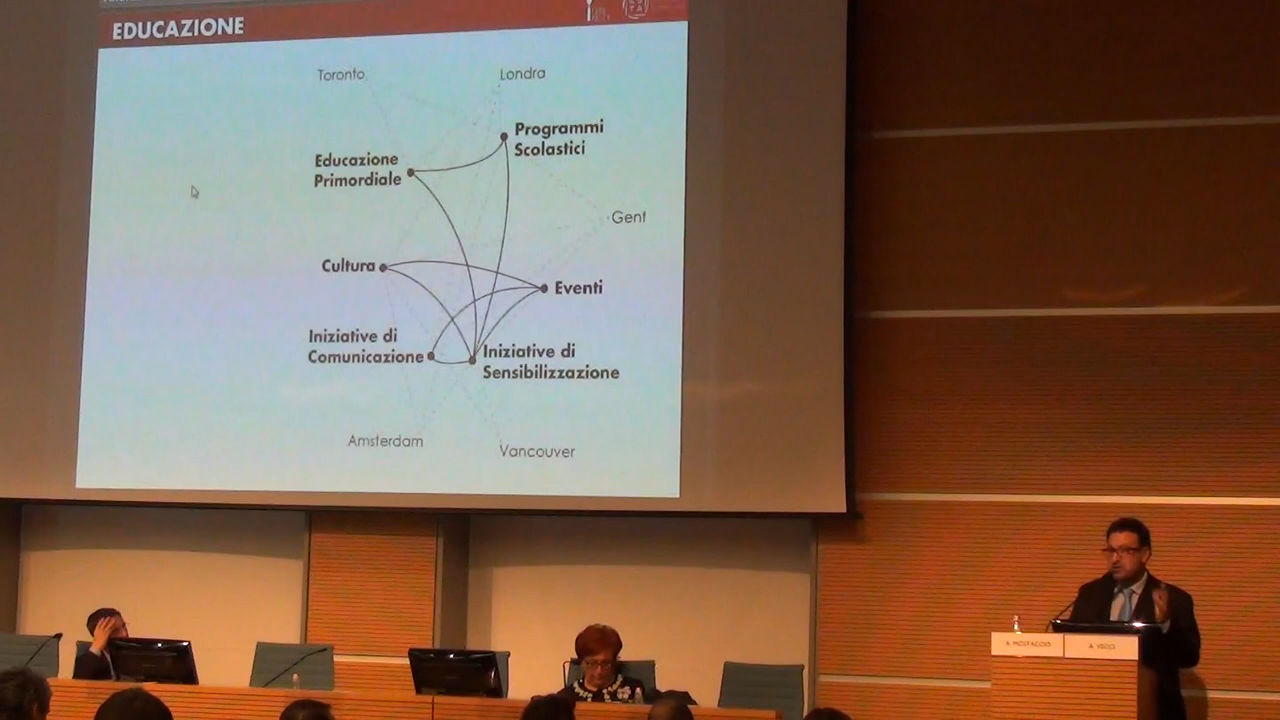 EDUCAZIONE
Toronto
Londra
Programmi
Scolastici
Educazione
Primordiale
Gent
Cultura
Eventi
Iniziative di
Comunicazione
Iniziative di
Sensibilizzazione
Amsterdam
Vancouver